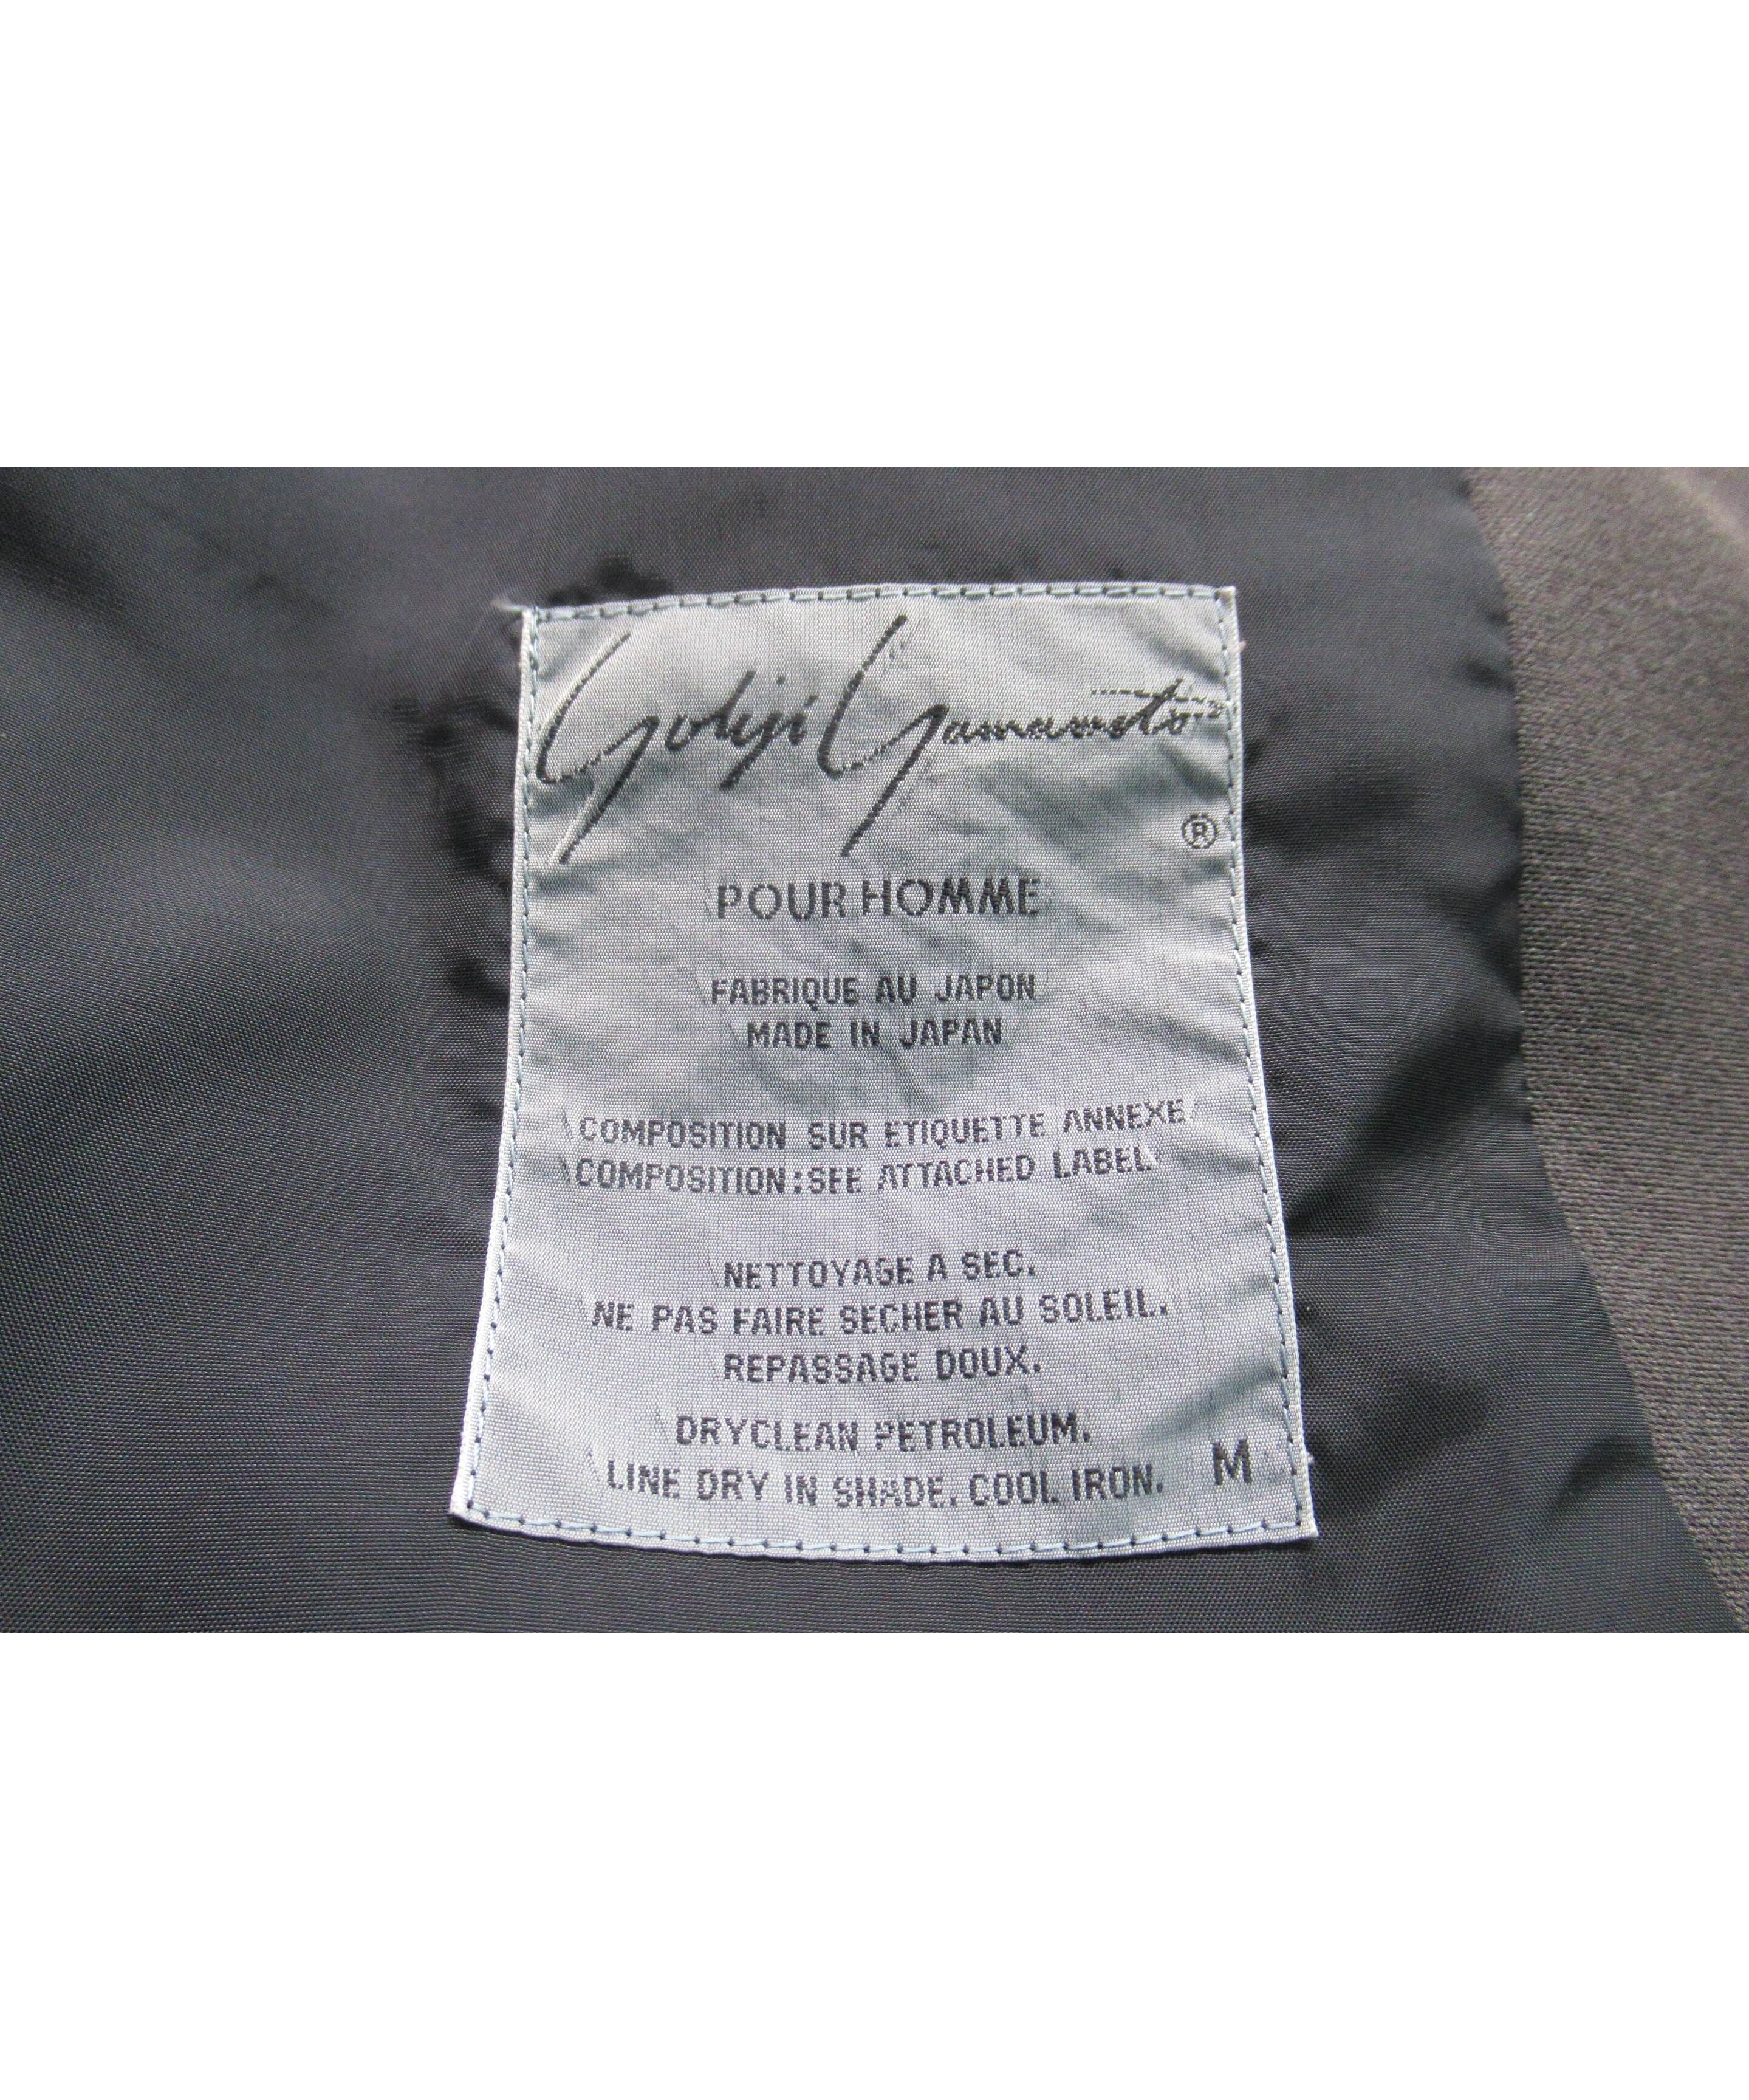 Yohji Yamamoto
®
POUR HOMME
FABRIQUE AU JAPON
MADE IN JAPAN
COMPOSITION SUR ETIQUETTE ANNEXE
COMPOSITION:SEE ATTACHED LABEL
NETTOYAGE A SEC.
NE PAS FAIRE SECHER AU SOLEIL.
REPASSAGE DOUX.
DRYCLEAN PETROLEUM.
LINE DRY IN SHADE. COOL IRON. M